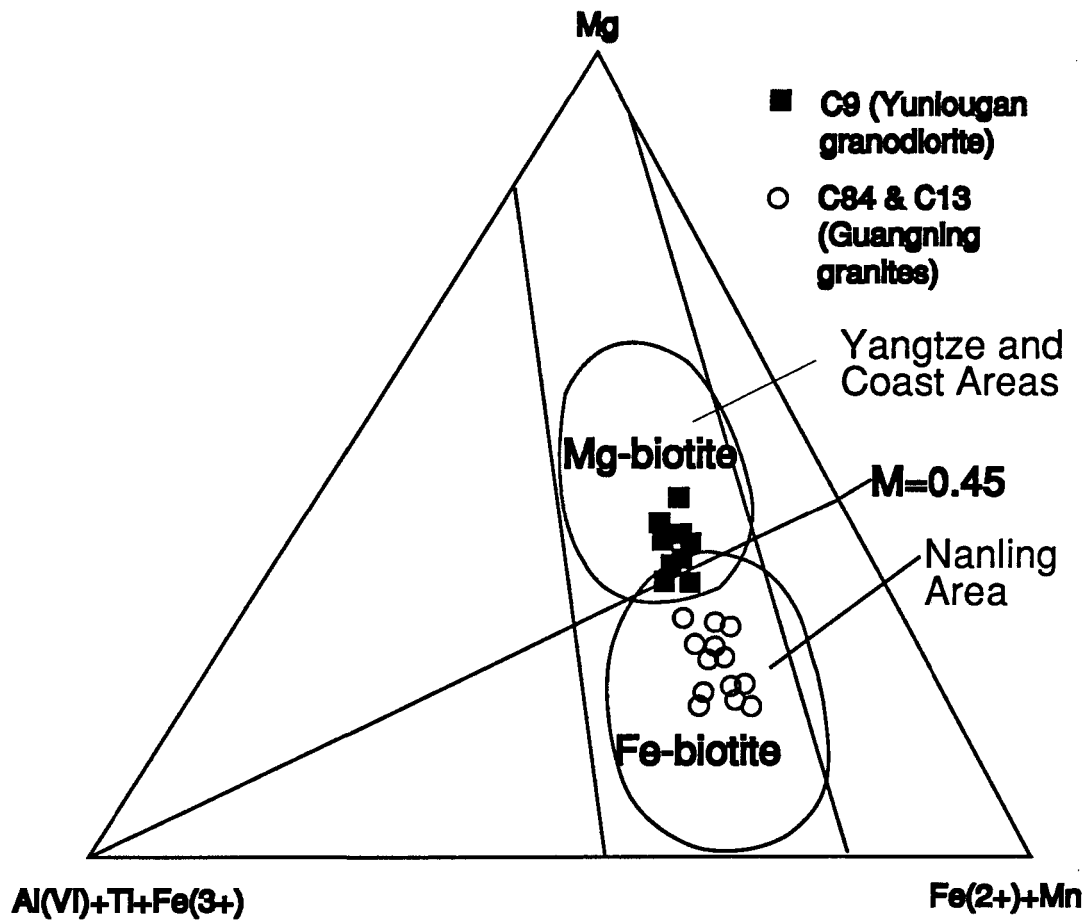 Mg
C9 (Yunlougan
granodiorite)
C84 & C13
(Guangning
granites)
Yangtze and
Coast Areas
Mg-biotite
M=0.45
Nanling
Area
Fe-biotite
Al(VI)+Ti+Fe(3+)
Fe(2+)+Mn